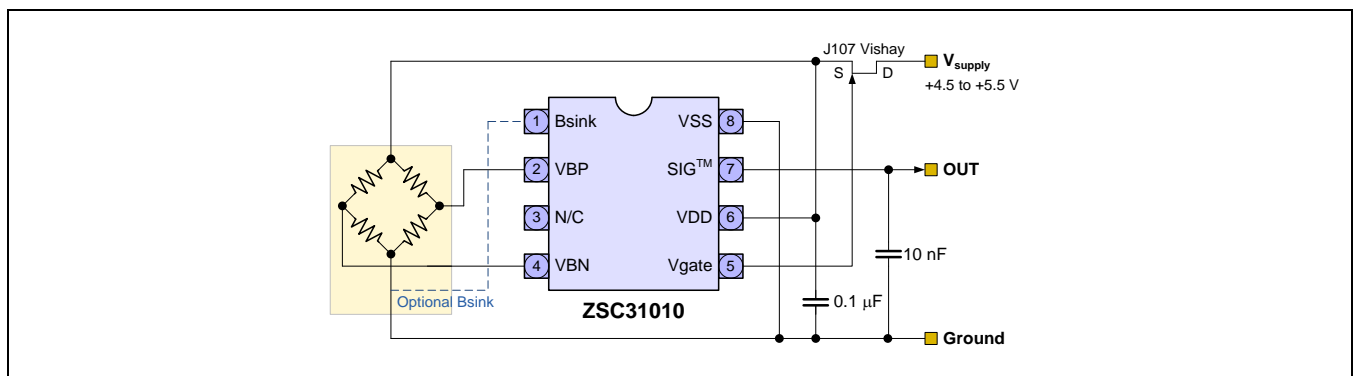 J107 Vishay
S D
Vsupply
+4.5 to +5.5 V
1 Bsink
VSS 8
2 VBP
SIG™ 7
OUT
3 N/C
VDD 6
4 VBN
Vgate 5
10 nF
Optional Bsink
0.1 μF
ZSC31010
Ground